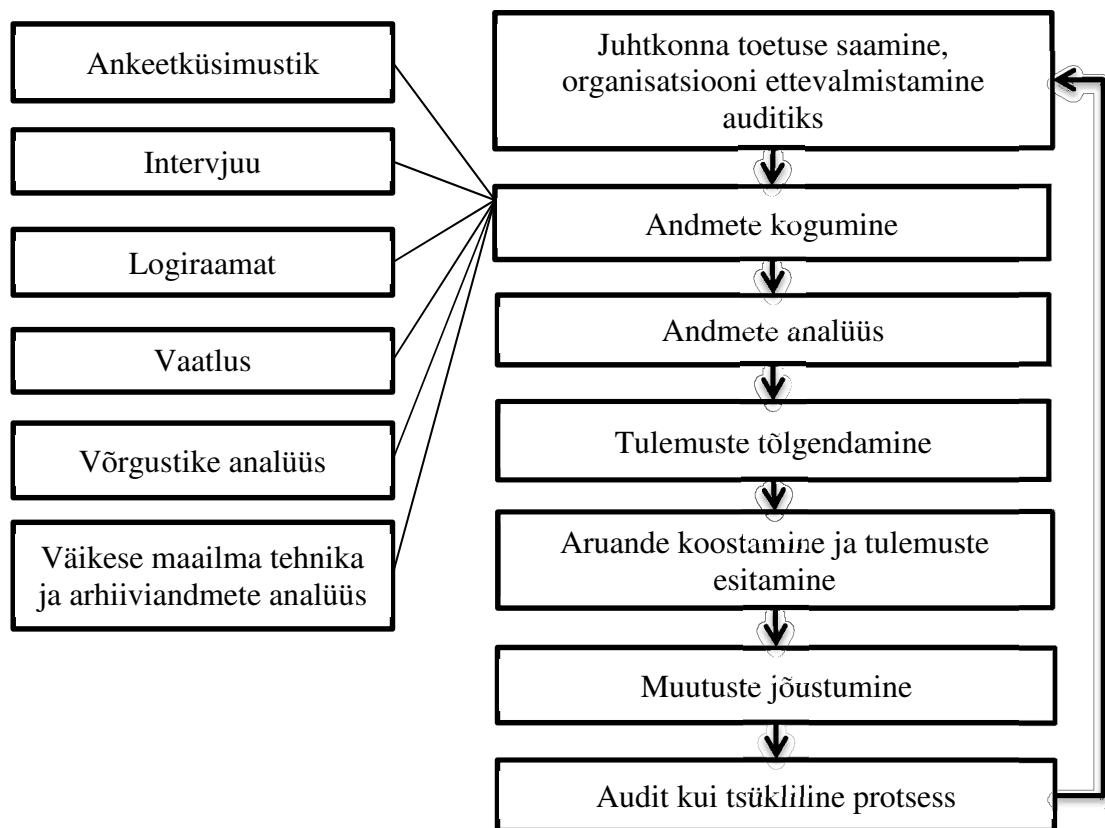 Ankeetküsimustik
Intervjuu
Logiraamat
Vaatlus
Võrgustike analüüs
Väikese maailma tehnika
ja arhiiviandmete analüüs
Juhtkonna toetuse saamine,
organisatsiooni ettevalmistamine
auditiks
Andmete kogumine
Andmete analüüs
Tulemuste tõlgendamine
Aruande koostamine ja tulemuste
esitamine
Muutuste jõustumine
Audit kui tsükliline protsess